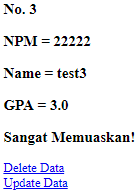 No. 3
NPM = 22222
Name = test3
GPA = 3.0
Sangat Memuaskan!
Delete Data
Update Data